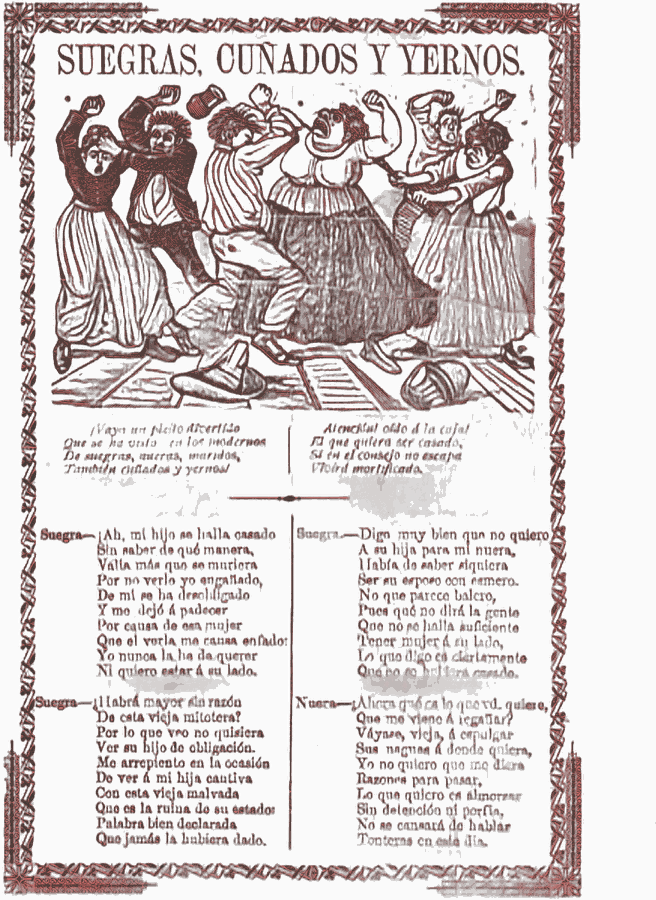 SUEGRAS, CUÑADOS Y YERNOS.
¡Vaya un pleito divertido
Que se ha visto en los modernos
De suegras, nueras, maridos,
También cuñados y yernos!
Atención! oído á la caja!
El que quiera ser casado,
Si en el consejo no escapa
Vivirá mortificado.
Suegra—¡Ah, mi hijo se halla casado
Sin saber de qué manera,
Valía más que se muriera
Por no verlo yo engañado,
De mi se ha desobligado
Y me dejó á padecer
Por causa de esa mujer
Que el verla me causa enfado:
Yo nunca la ha de querer
Ni quiero estar á su lado.
Suegra—¡Habrá mayor sin razón
De esta vieja mitotera?
Por lo que veo no quisiera
Ver su hijo de obligación.
Me arrepiento en la ocasión
De ver á mi hija cautiva
Con esta vieja malvada
Que es la ruina de su estado:
Palabra bien declarada
Que jamás la hubiera dado.
Suegra.—Digo muy bien que no quiero
A su hija para mi nuera,
Había de saber siquiera
Ser su esposo con esmero.
No que parece
Pues qué no dirá la gente
Que no se halla suficiente
Tener mujer á su lado,
Lo que digo es ciertamente
Que no se hubiera casado.
Nuera—¡Ahora qué es lo que vd. quiere,
Que me viene á regañar?
Váyase, vieja, á espulgar
Sus naguas á donde quiera,
Yo no quiero que me diera
Razones para pasar,
Lo que quiero es almorzar
Sin detención ni porfía,
No se cansará de hablar
Tonteras en este día.